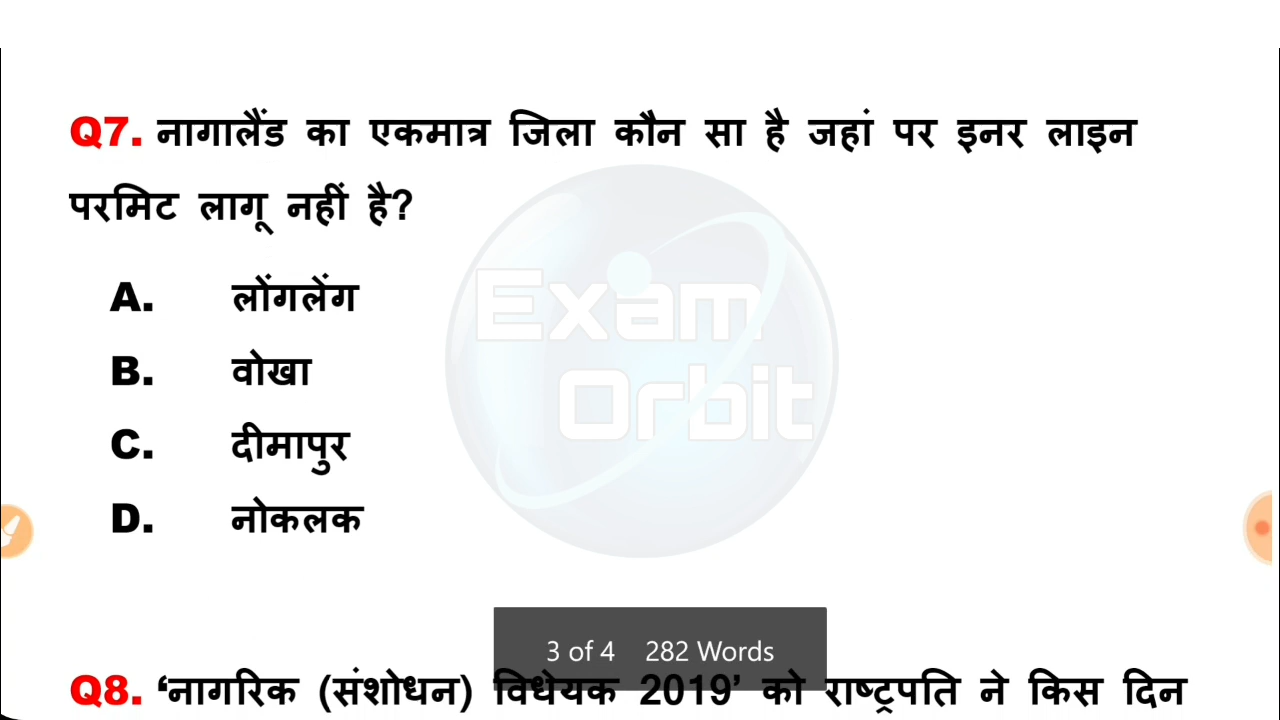 Q7. नागालैंड का एकमात्र जिला कौन सा है जहां पर इनर लाइन
परमिट लागू नहीं है?
Exam
Orbit
A. लोंगलेंग
B. वोखा
C. दीमापुर
D. नोकलक
3 of 4 282 Words
Q8. ‘नागरिक (संशोधन) विधेयक 2019’ को राष्ट्रपति ने किस दिन